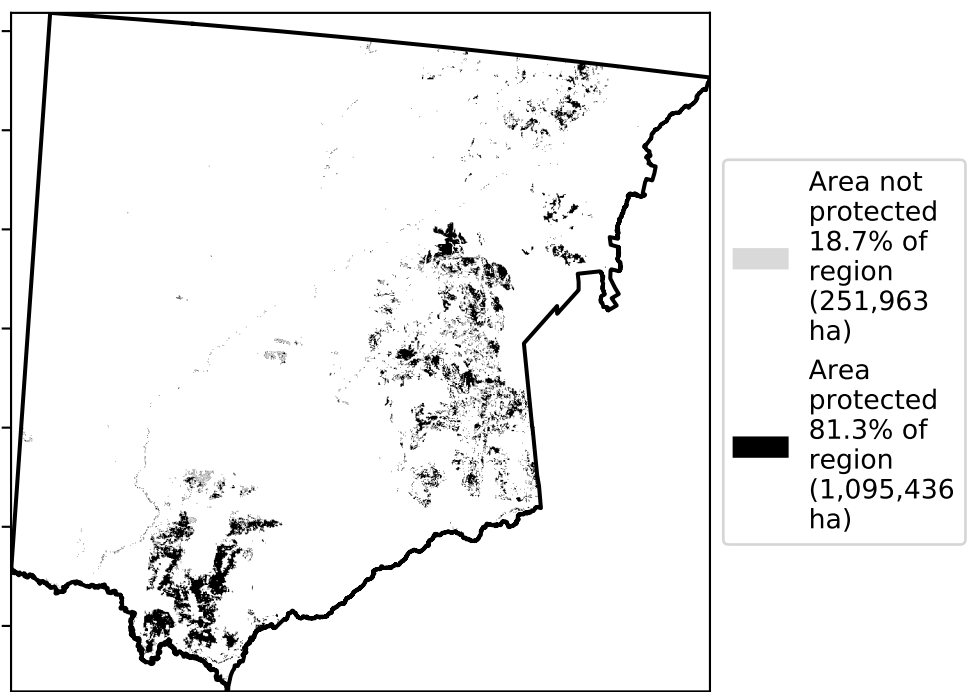 Area not
protected
18.7% of
region
(251,963
ha)
Area
protected
81.3% of
region
(1,095,436
ha)